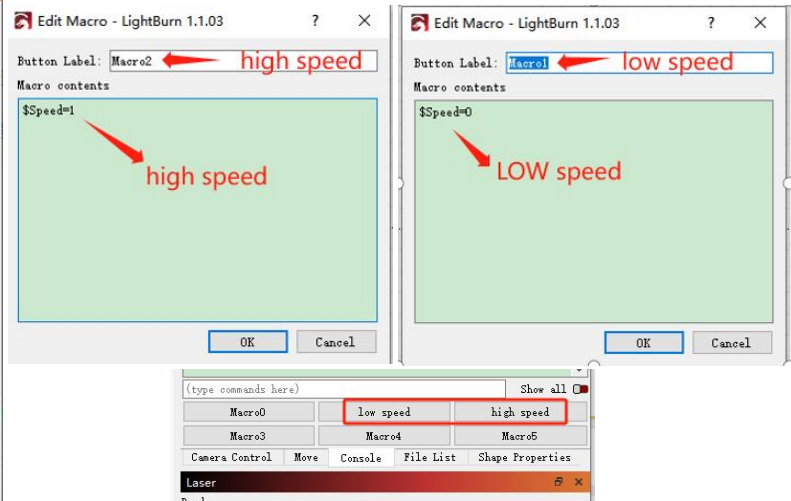 Edit Macro - LightBurn 1.1.03 ? ×
Button Label: Macro2 high speed
Macro contents
$Speed=1
high speed
OK Cancel
Edit Macro - LightBurn 1.1.03 ? ×
Button Label: Macro1 low speed
Macro contents
$Speed=0
LOW speed
OK Cancel
(type commands here) Show all
Macro0 low speed high speed
Macro3 Macro4 Macro5
Camera Control Move Console File List Shape Properties
Laser